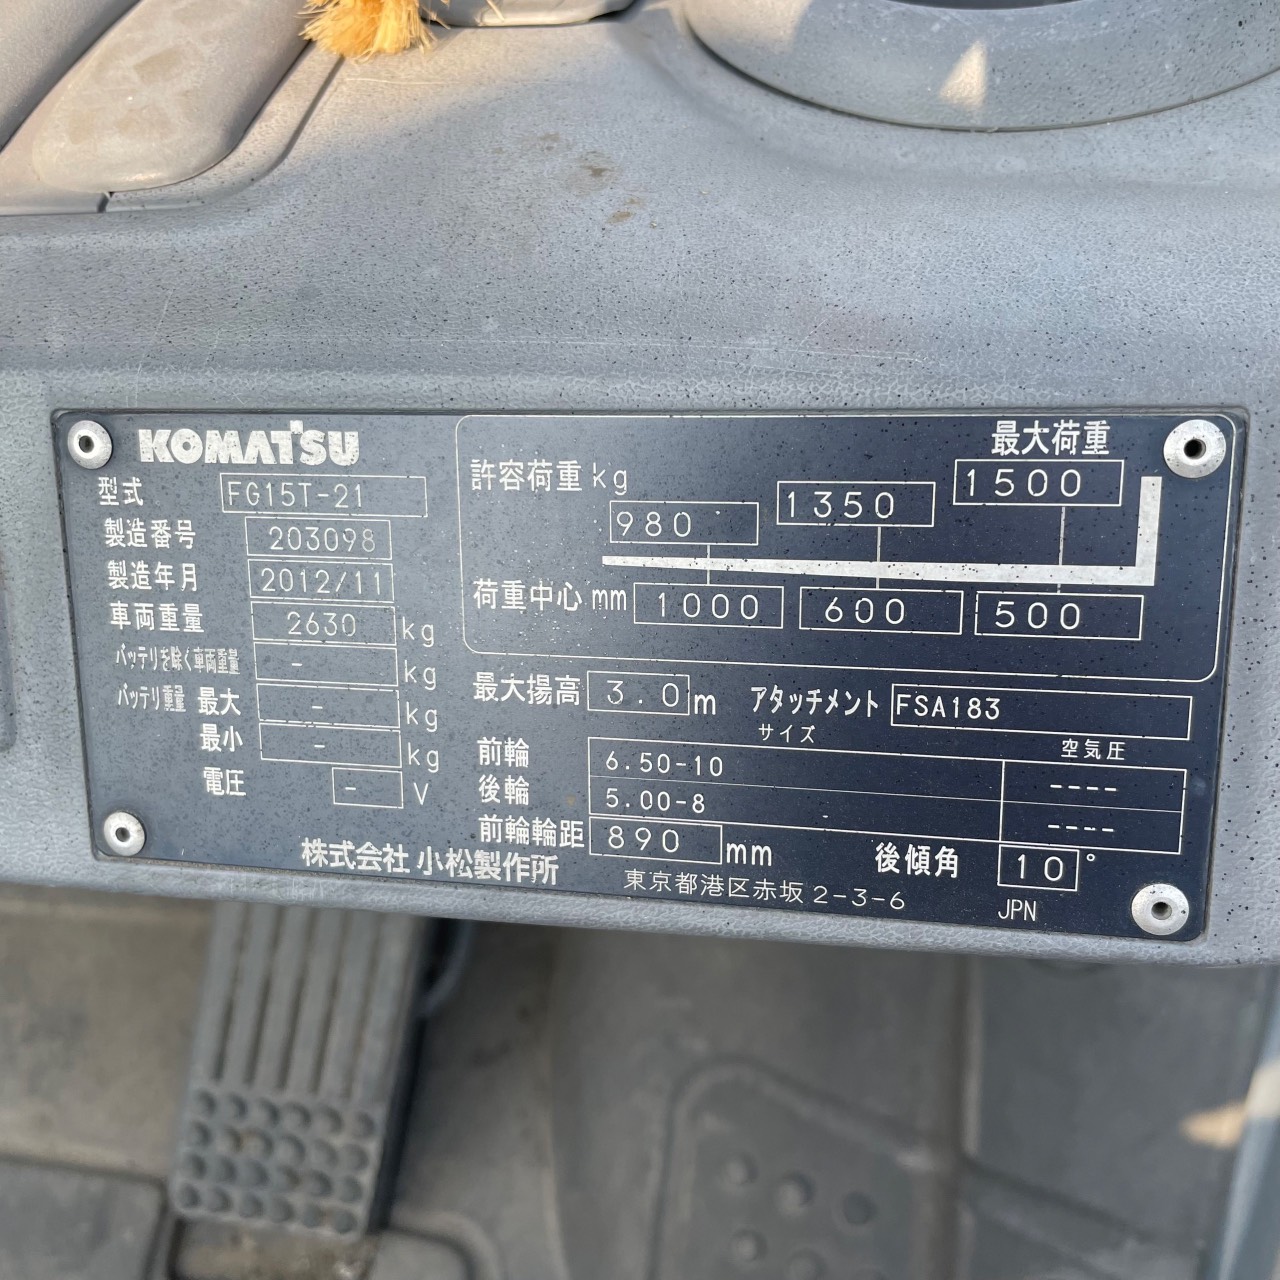 KOMATSU
型式 FG15T-21
製造番号 203098
製造年月 2012/11
車両重量 2630 kg
バッテリを除く車両重量 - kg
バッテリ重量 最大 - kg
最小 - kg
電圧 - V
最大荷重
許容荷重 kg 980 1350 1500
荷重中心 mm 1000 600 500
最大揚高 3.0 m アタッチメント FSA183
サイズ 空気圧
前輪 6.50-10 ----
後輪 5.00-8 ----
前輪輪距 890 mm 後傾角 10°
株式会社 小松製作所 東京都港区赤坂2-3-6 JPN